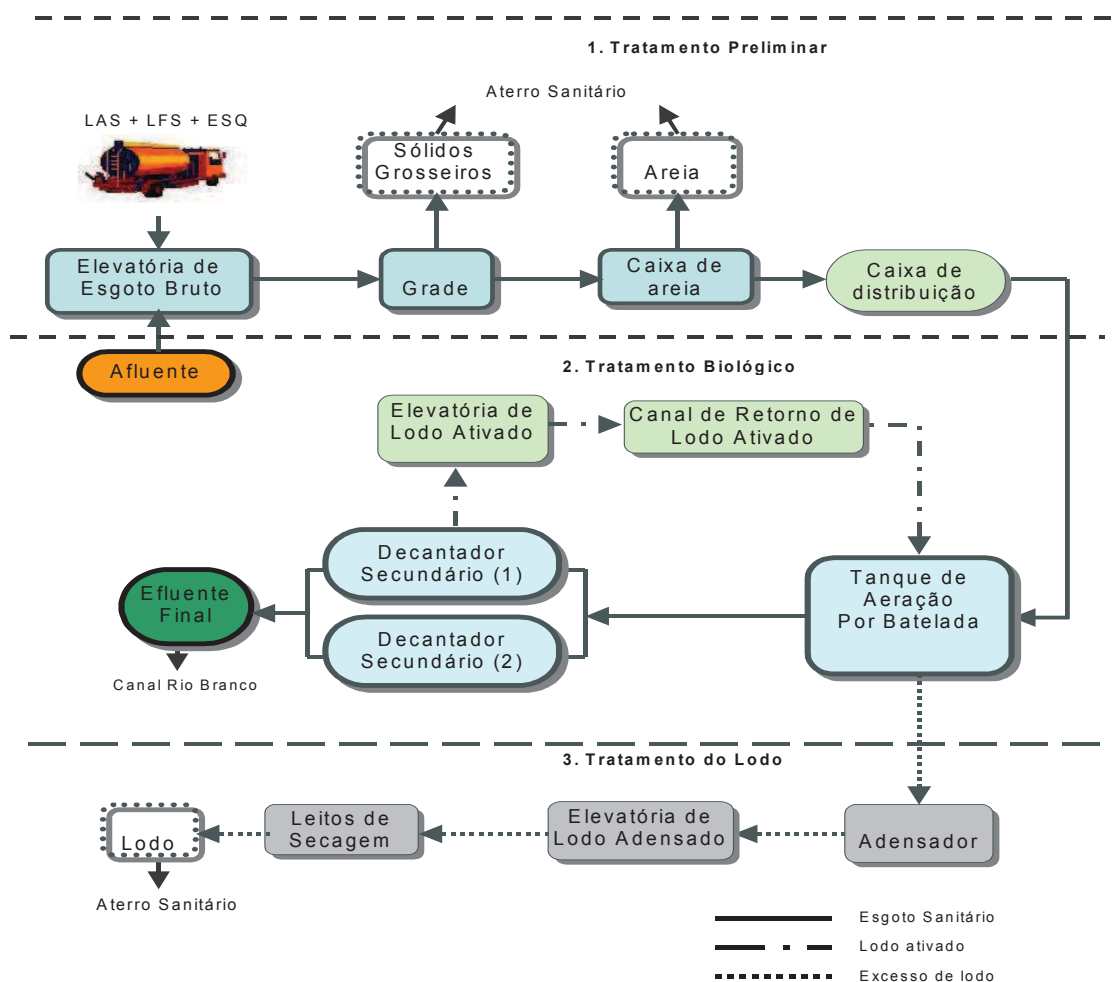 1. Tratamento Preliminar
Aterro Sanitário
LAS + LFS + ESQ
Sólidos
Grosseiros
Areia
Elevatória de
Esgoto Bruto
Grade
Caixa de
areia
Caixa de
distribuição
Afluente
2. Tratamento Biológico
Elevatória de
Lodo Ativado
Canal de Retorno de
Lodo Ativado
Decantador
Secundário (1)
Efluente
Final
Decantador
Secundário (2)
Tanque de
Aeração
Por Batelada
Canal Rio Branco
3. Tratamento do Lodo
Lodo
Leitos de
Secagem
Elevatória de
Lodo Adensado
Adensador
Aterro Sanitário
Esgoto Sanitário
Lodo ativado
Excesso de lodo